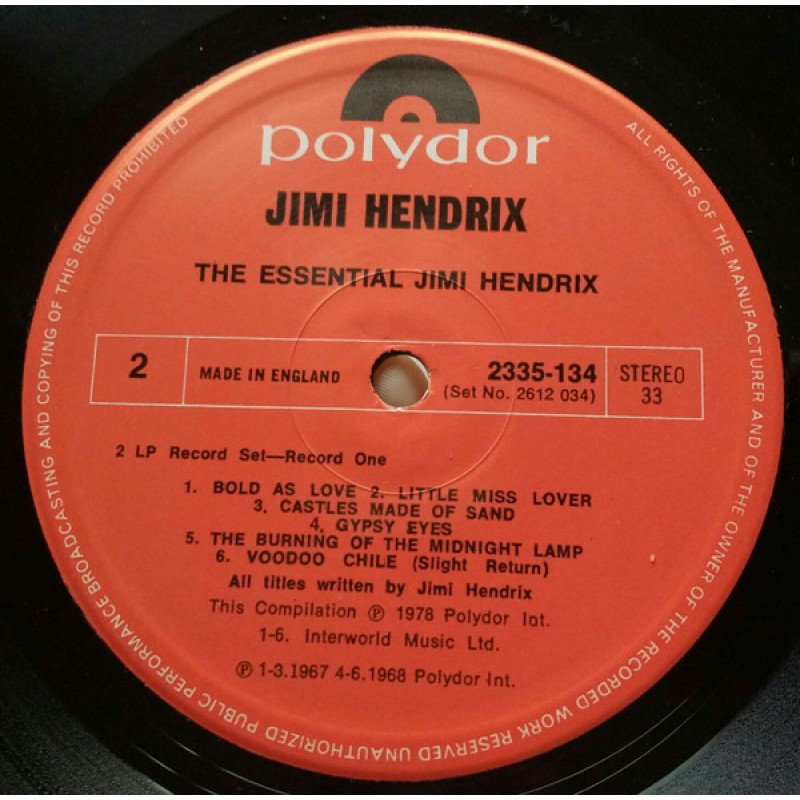 polydor
JIMI HENDRIX
THE ESSENTIAL JIMI HENDRIX
2 MADE IN ENGLAND 2335-134 STEREO
(Set No. 2612 034) 33
2 LP Record Set—Record One
1. BOLD AS LOVE 2. LITTLE MISS LOVER
3. CASTLES MADE OF SAND
4. GYPSY EYES
5. THE BURNING OF THE MIDNIGHT LAMP
6. VOODOO CHILE (Slight Return)
All titles written by Jimi Hendrix
This Compilation Ⓟ 1978 Polydor Int.
1-6. Interworld Music Ltd.
Ⓟ 1-3.1967 4-6.1968 Polydor Int.
ALL RIGHTS OF THE MANUFACTURER AND OF THE OWNER OF THE RECORDED WORK RESERVED UNAUTHORIZED PUBLIC PERFORMANCE BROADCASTING AND COPYING OF THIS RECORD PROHIBITED